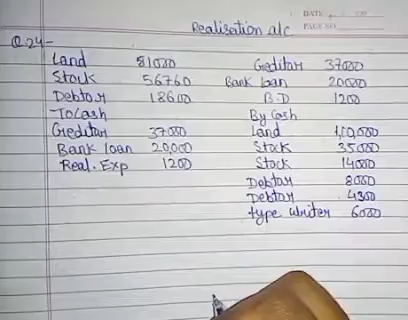 DATE
PAGE NO.
Realisation a/c
Q.24-
Land 81000 Creditor 37000
Stock 56760 Bank loan 20000
Debtor 18600 B.D 1200
To Cash By Cash
Creditor 37000 Land 1,10,000
Bank loan 20,000 Stock 35000
Real. Exp 1200 Stock 14000
Debtor 8000
Debtor 4300
type writer 6000